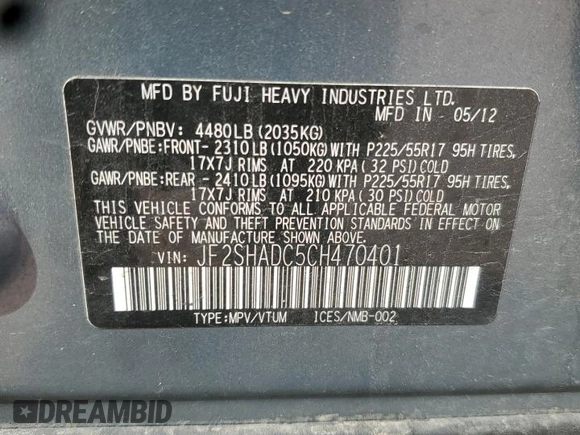 MFD BY FUJI HEAVY INDUSTRIES LTD.
MFD IN 05/12
GVWR/PNBV: 4480LB (2035KG)
GAWR/PNBE:FRONT- 2310LB(1050KG)WITH P225/55R17 95H TIRES,
17X7J RIMS AT 220 KPA (32 PSI)COLD
GAWR/PNBE:REAR - 2410LB(1095KG)WITH P225/55R17 95H TIRES,
17X7J RIMS AT 210 KPA (30 PSI)COLD
THIS VEHICLE CONFORMS TO ALL APPLICABLE FEDERAL MOTOR
VEHICLE SAFETY AND THEFT PREVENTION STANDARDS IN EFFECT
ON THE DATE OF MANUFACTURE SHOWN ABOVE.
VIN: JF2SHADC5CH470401
TYPE:MPV/VTUM ICES/NMB-002
DREAMBID